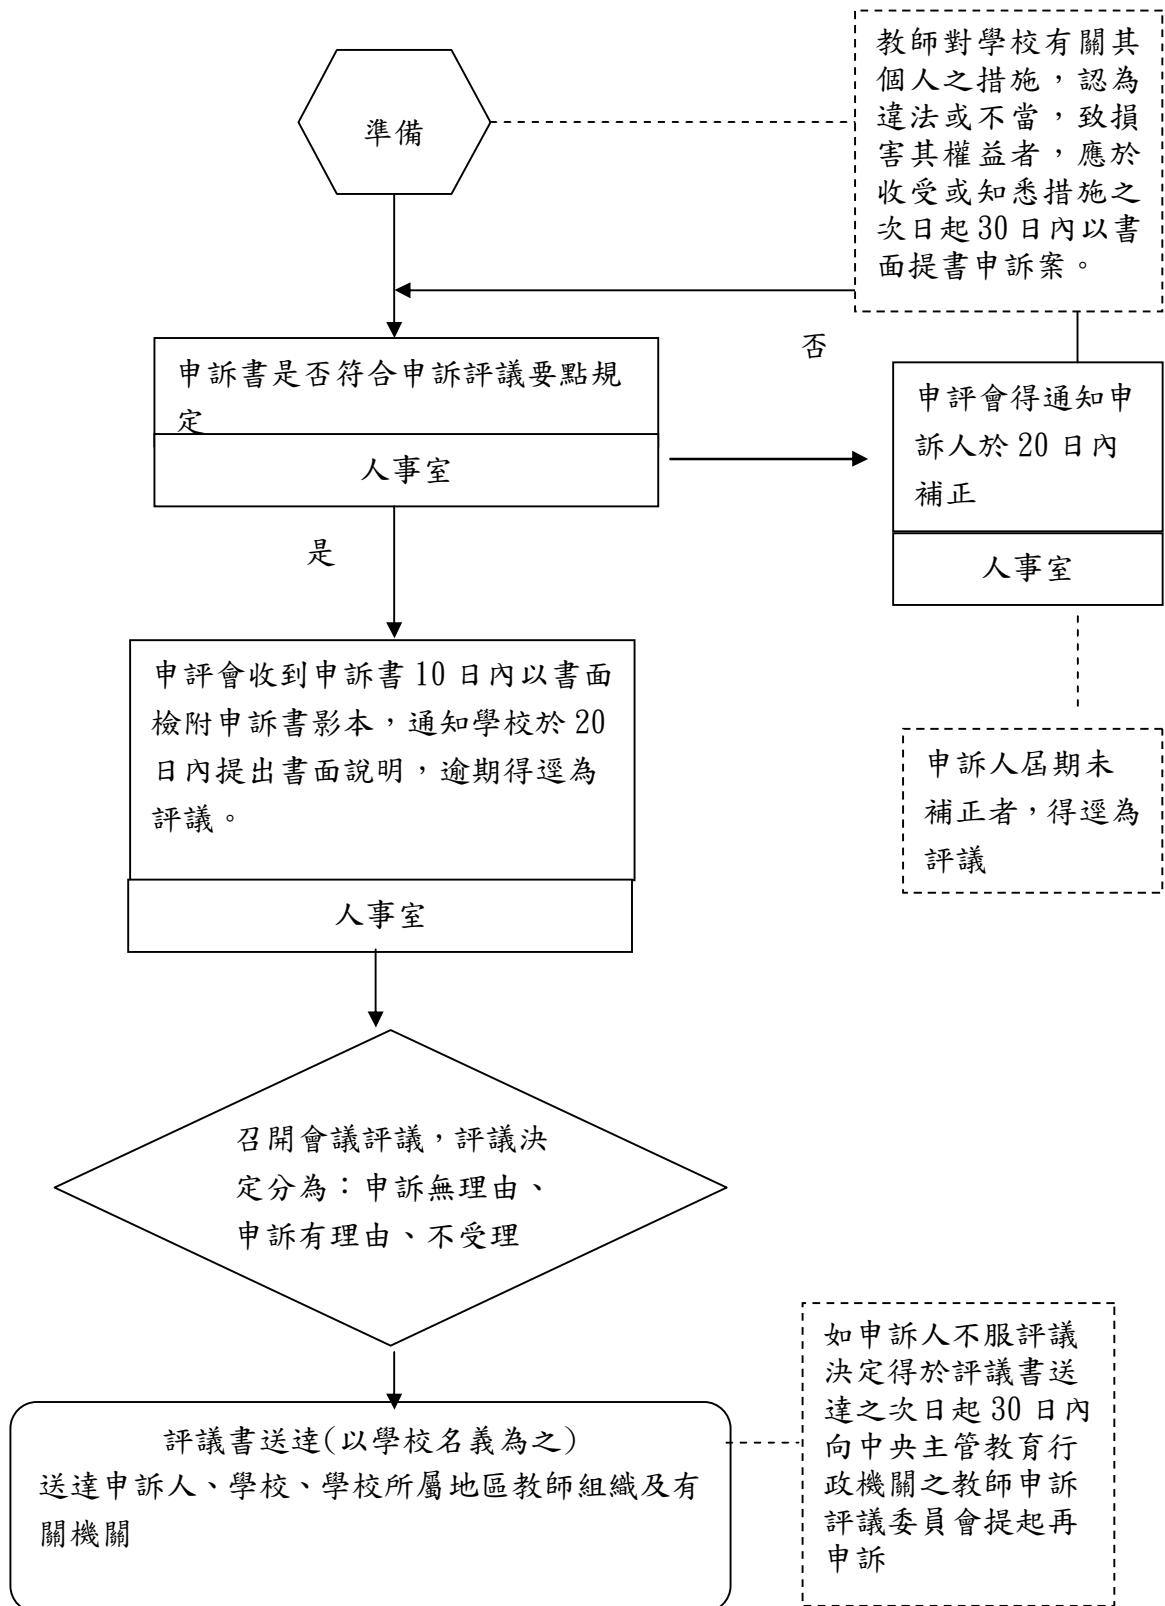 準備
教師對學校有關其
個人之措施，認為
違法或不當，致損
害其權益者，應於
收受或知悉措施之
次日起 30 日內以書
面提書申訴案。
申訴書是否符合申訴評議要點規
定
人事室
否
申評會得通知申
訴人於 20 日內
補正
人事室
是
申訴人屆期未
補正者，得逕為
評議
申評會收到申訴書 10 日內以書面
檢附申訴書影本，通知學校於 20
日內提出書面說明，逾期得逕為
評議。
人事室
召開會議評議，評議決
定分為：申訴無理由、
申訴有理由、不受理
評議書送達(以學校名義為之)
送達申訴人、學校、學校所屬地區教師組織及有
關機關
如申訴人不服評議
決定得於評議書送
達之次日起 30 日內
向中央主管教育行
政機關之教師申訴
評議委員會提起再
申訴